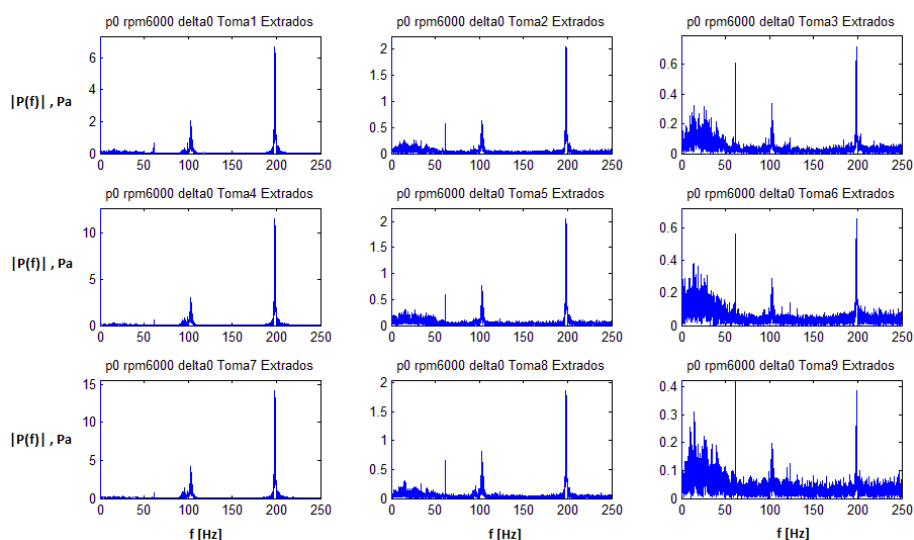 p0 rpm6000 delta0 Toma1 Extrados
p0 rpm6000 delta0 Toma2 Extrados
p0 rpm6000 delta0 Toma3 Extrados
|P(f)| , Pa
6
4
2
0
0 50 100 150 200 250
2
1.5
1
0.5
0
0 50 100 150 200 250
0.6
0.4
0.2
0
0 50 100 150 200 250
p0 rpm6000 delta0 Toma4 Extrados
p0 rpm6000 delta0 Toma5 Extrados
p0 rpm6000 delta0 Toma6 Extrados
|P(f)| , Pa
10
5
0
0 50 100 150 200 250
2
1.5
1
0.5
0
0 50 100 150 200 250
0.6
0.4
0.2
0
0 50 100 150 200 250
p0 rpm6000 delta0 Toma7 Extrados
p0 rpm6000 delta0 Toma8 Extrados
p0 rpm6000 delta0 Toma9 Extrados
|P(f)| , Pa
15
10
5
0
0 50 100 150 200 250
f [Hz]
2
1.5
1
0.5
0
0 50 100 150 200 250
f [Hz]
0.4
0.3
0.2
0.1
0
0 50 100 150 200 250
f [Hz]